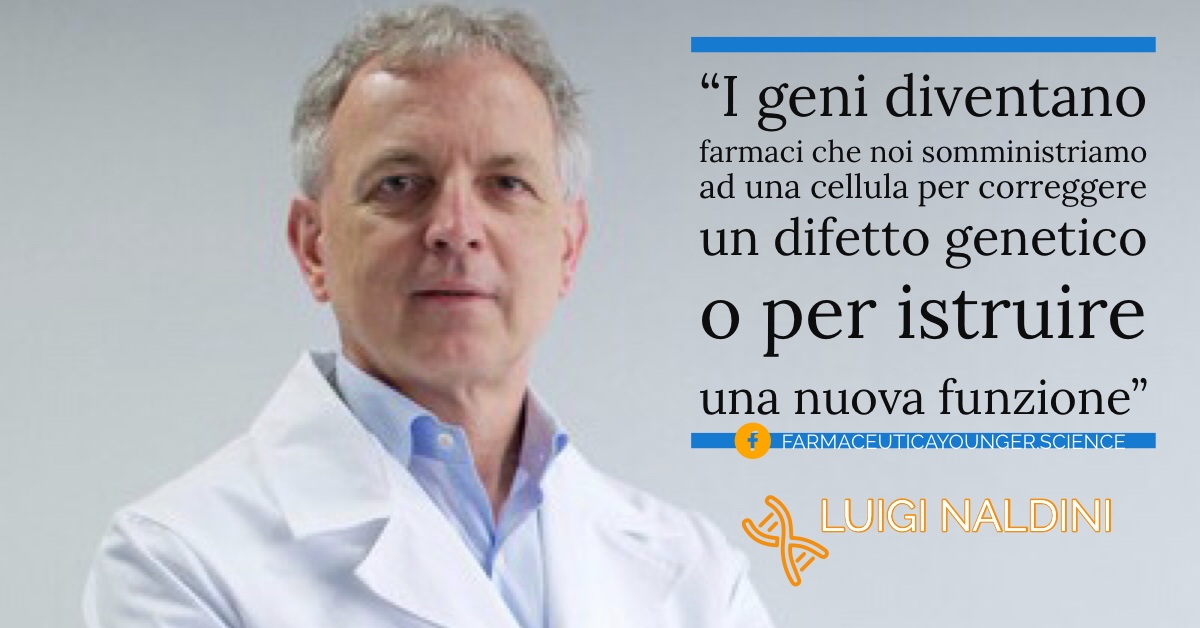 “I geni diventano
farmaci che noi somministriamo
ad una cellula per correggere
un difetto genetico
o per istruire
una nuova funzione”
f FARMACEUTICAYOUNGER.SCIENCE
LUIGI NALDINI